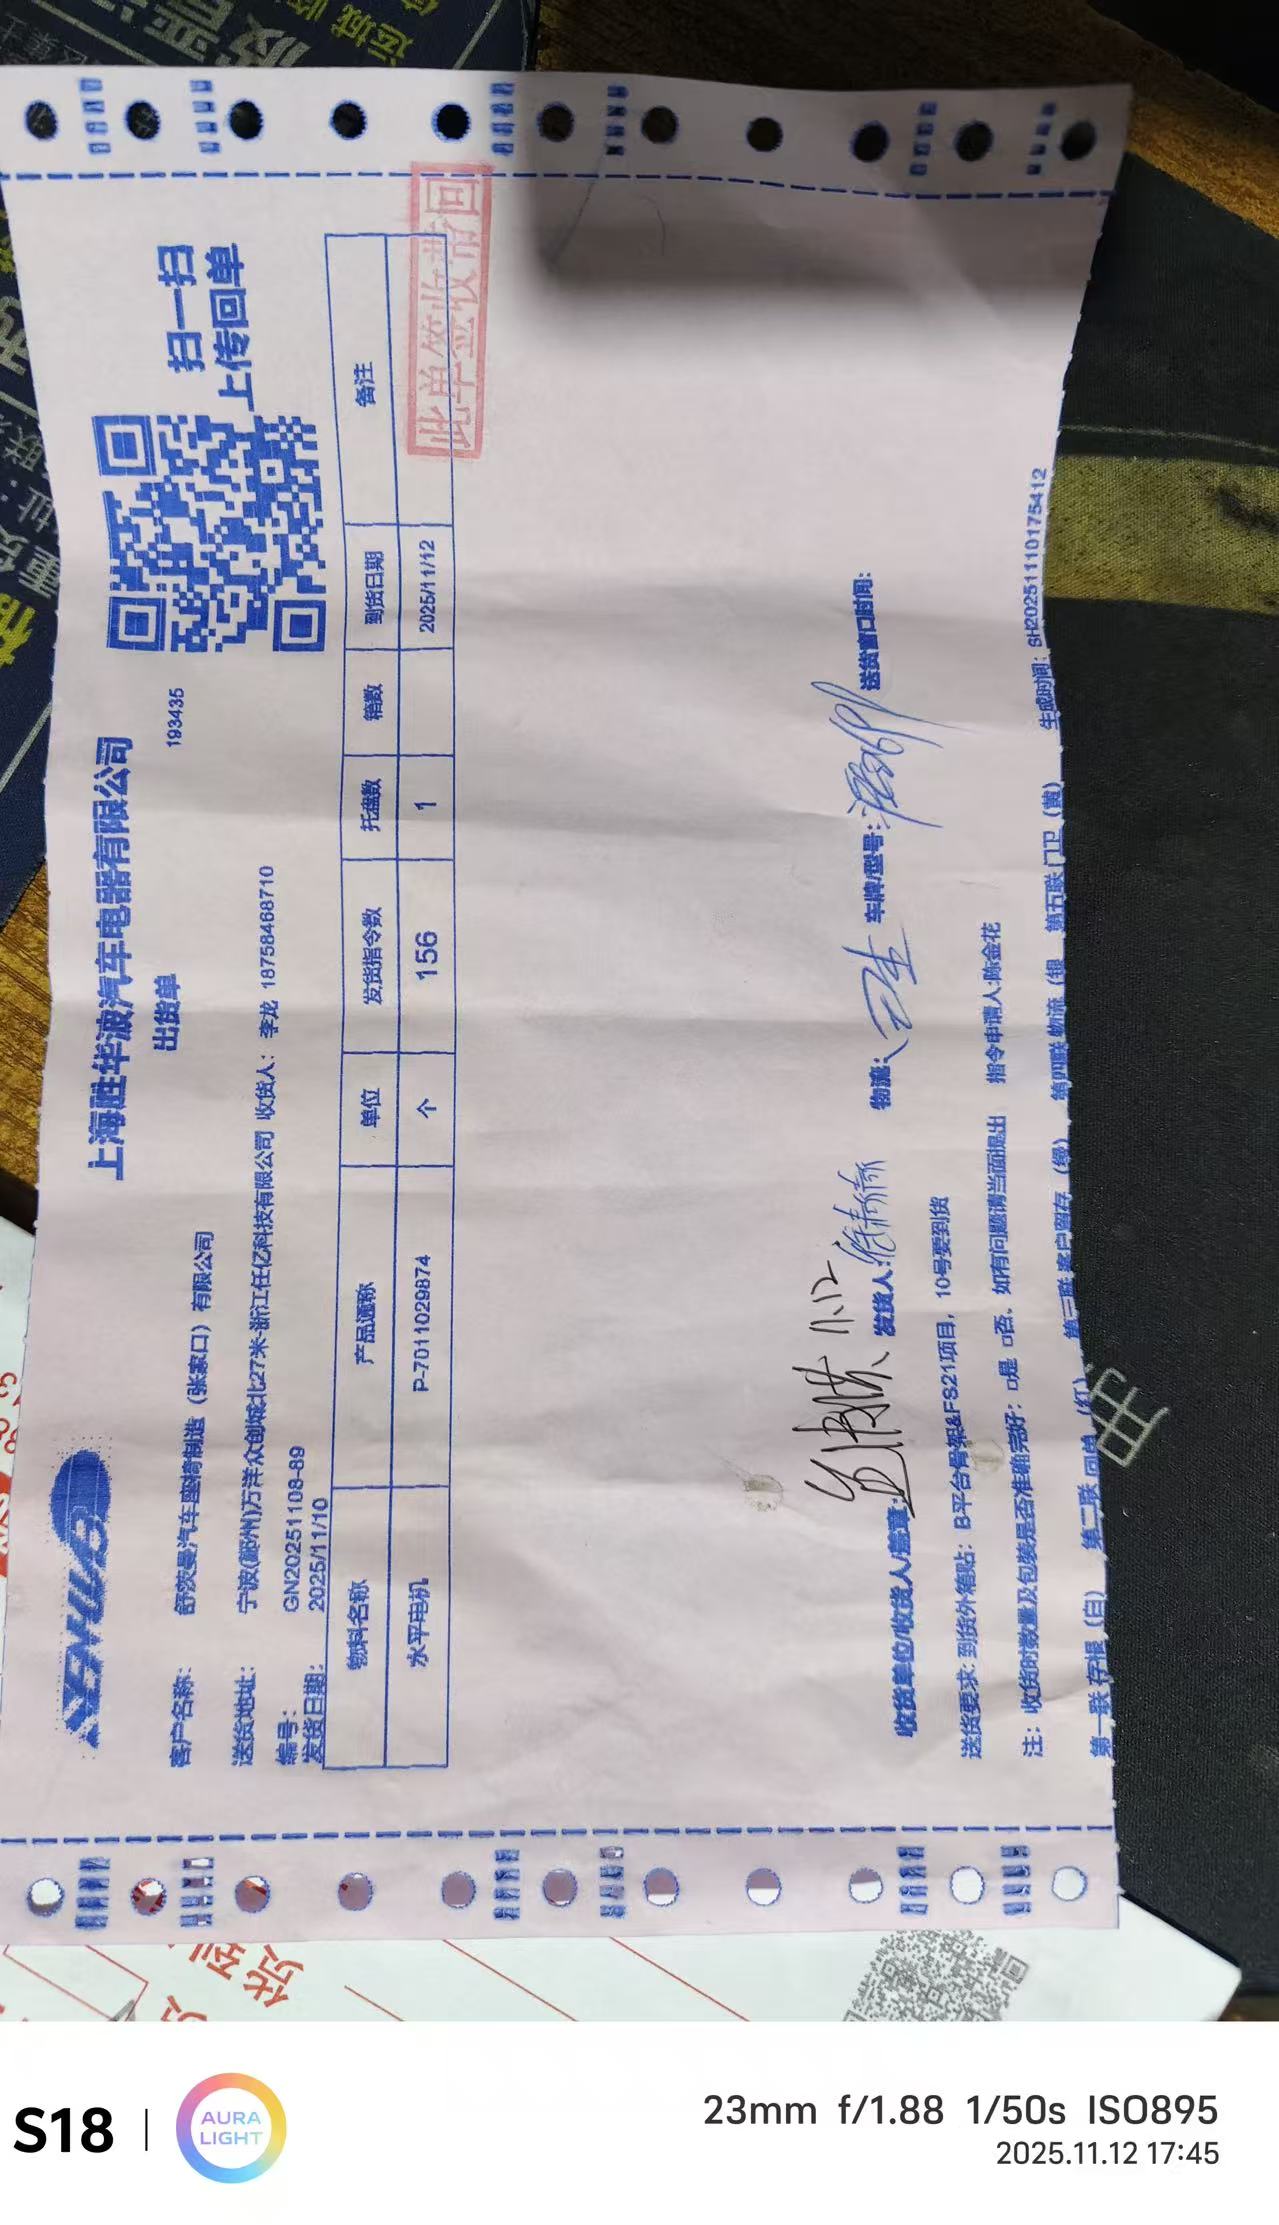 SENHUB
上海胜华波汽车电器有限公司
出货单
193435
扫一扫
上传回单
客户名称: 舒茨曼汽车座椅制造(张家口)有限公司
送货地址: 宁波(鄞州)万洋众创城北27米-浙江任亿科技有限公司 收货人: 李龙 18758468710
编号: GN20251108-89
发货日期: 2025/11/10
物料名称 产品通称 单位 发货指令数 托盘数 箱数 到货日期 备注
水平电机 P-7011029874 个 156 1 2025/11/12
此单签收带回
11.12
收货单位/收货人/盖章: 发货人: 物流: 车牌/型号: 送货窗口时间:
送货要求: 到货外箱贴: B平台骨架&FS21项目, 10号要到货
注: 收货时数量及包装是否准确完好: □是 □否、如有问题请当面提出 指令申请人:陈金花
第一联 存根 (白) 第二联 回单 (红) 第三联 客户留存 (绿) 第四联 物流 (银 第五联 门卫 (黄) 生成时间: SH20251110175412
S18
AURA
LIGHT
23mm f/1.88 1/50s ISO895
2025.11.12 17:45